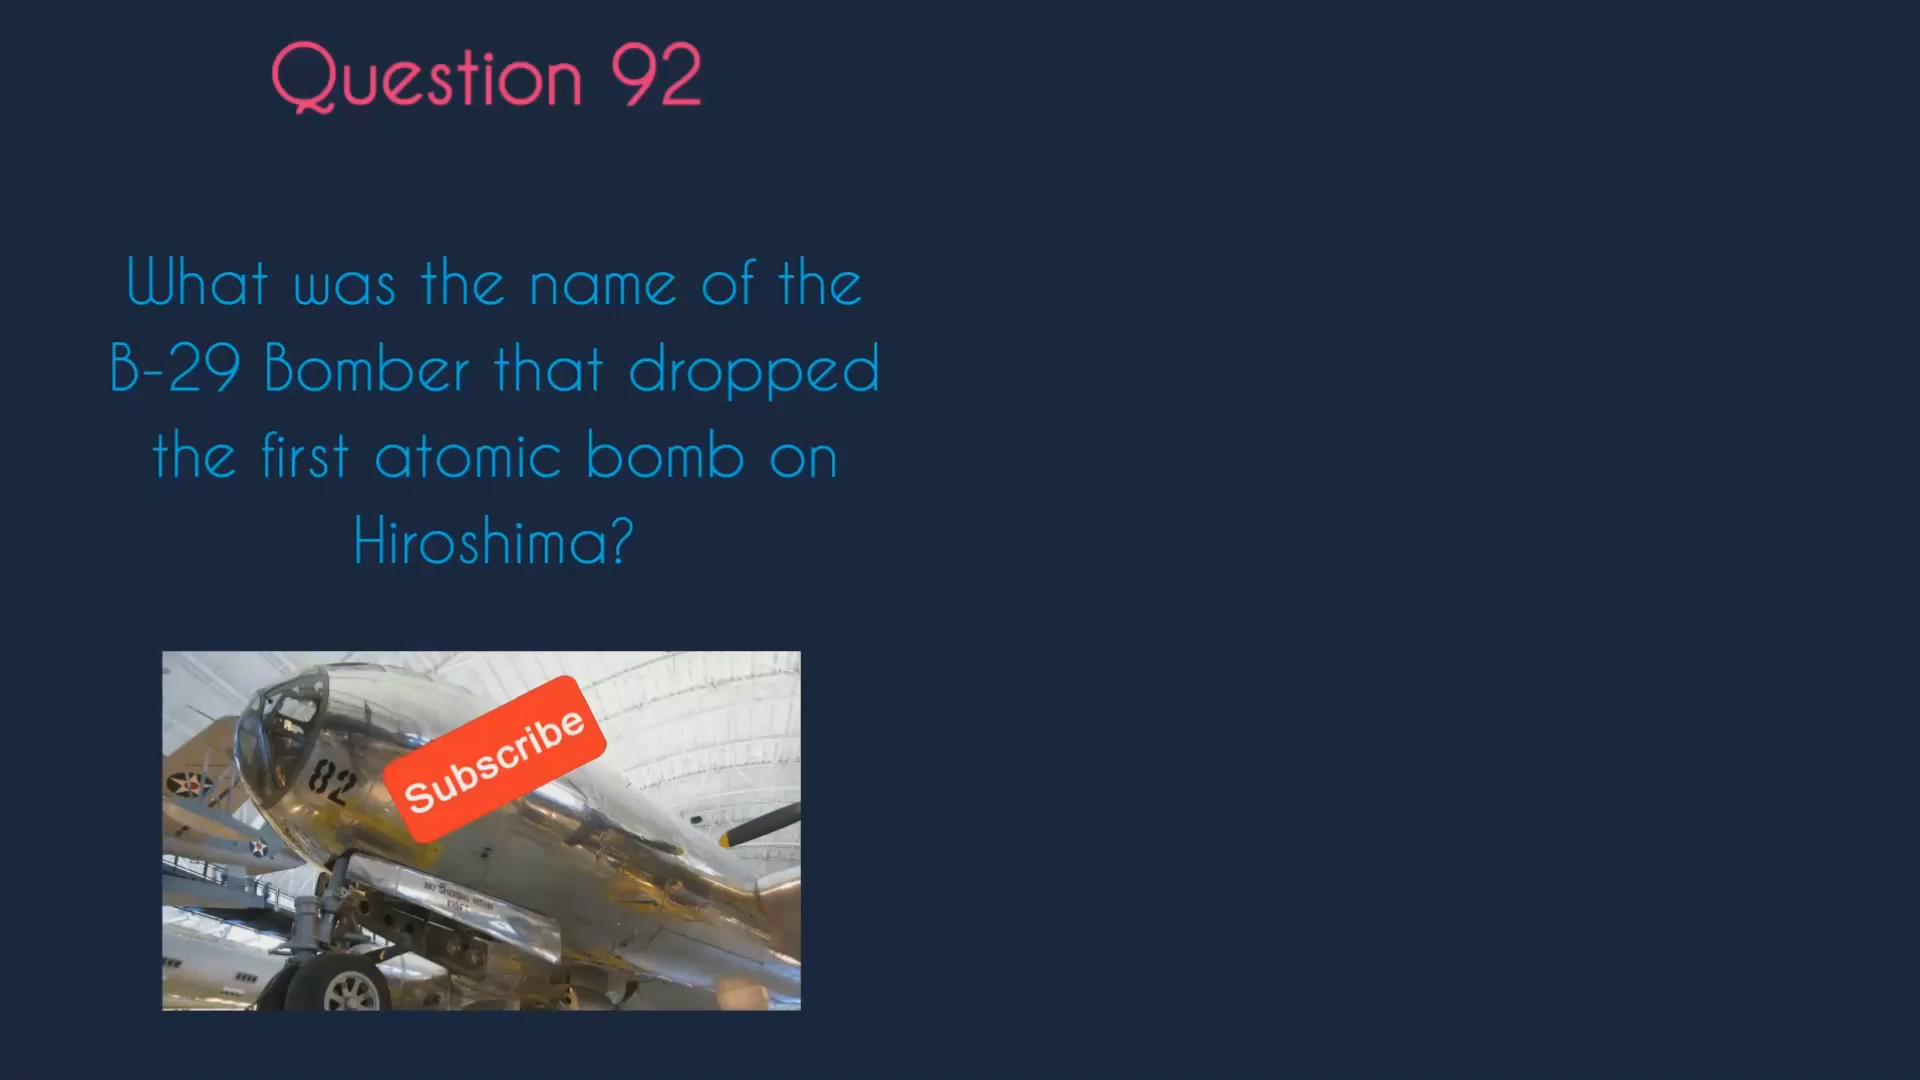 Question 92
What was the name of the
B-29 Bomber that dropped
the first atomic bomb on
Hiroshima?
Subscribe
82